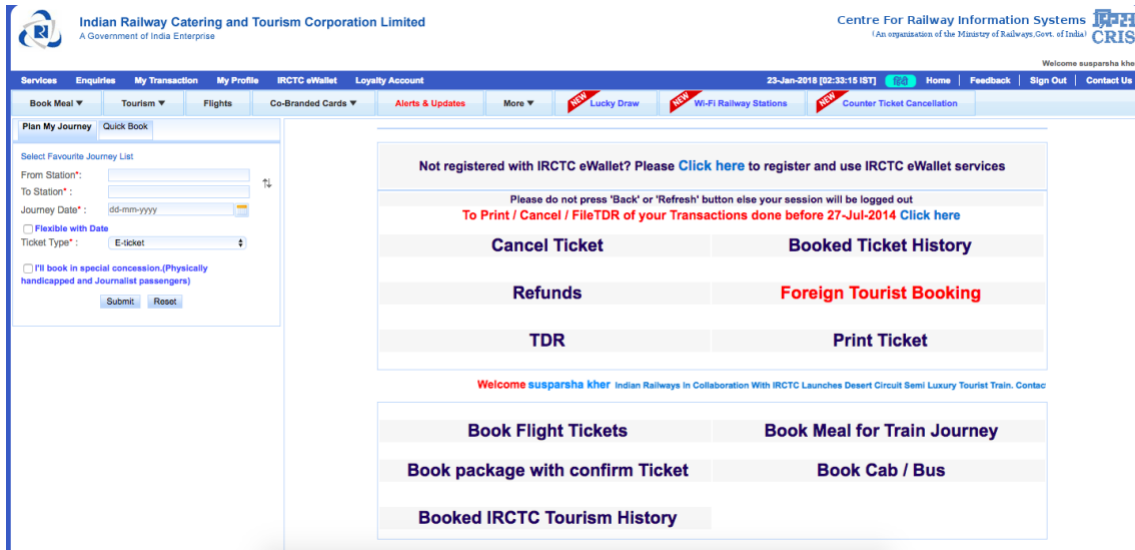 Indian Railway Catering and Tourism Corporation Limited
A Government of India Enterprise
Centre For Railway Information Systems
(An organisation of the Ministry of Railways,Govt. of India)
क्रिस
CRIS
Welcome susparsha khe
Services Enquiries My Transaction My Profile IRCTC eWallet Loyalty Account 23-Jan-2018 [02:33:15 IST] हिंदी Home Feedback Sign Out Contact Us
Book Meal ▼ Tourism ▼ Flights Co-Branded Cards ▼ Alerts & Updates More ▼ NEW Lucky Draw NEW Wi-Fi Railway Stations NEW Counter Ticket Cancellation
Plan My Journey Quick Book
Select Favourite Journey List
From Station*:
To Station* :
Journey Date* : dd-mm-yyyy
Flexible with Date
Ticket Type* : E-ticket
I'll book in special concession.(Physically
handicapped and Journalist passengers)
Submit Reset
Not registered with IRCTC eWallet? Please Click here to register and use IRCTC eWallet services
Please do not press 'Back' or 'Refresh' button else your session will be logged out
To Print / Cancel / FileTDR of your Transactions done before 27-Jul-2014 Click here
Cancel Ticket Booked Ticket History
Refunds Foreign Tourist Booking
TDR Print Ticket
Welcome susparsha kher Indian Railways In Collaboration With IRCTC Launches Desert Circuit Semi Luxury Tourist Train. Contac
Book Flight Tickets Book Meal for Train Journey
Book package with confirm Ticket Book Cab / Bus
Booked IRCTC Tourism History